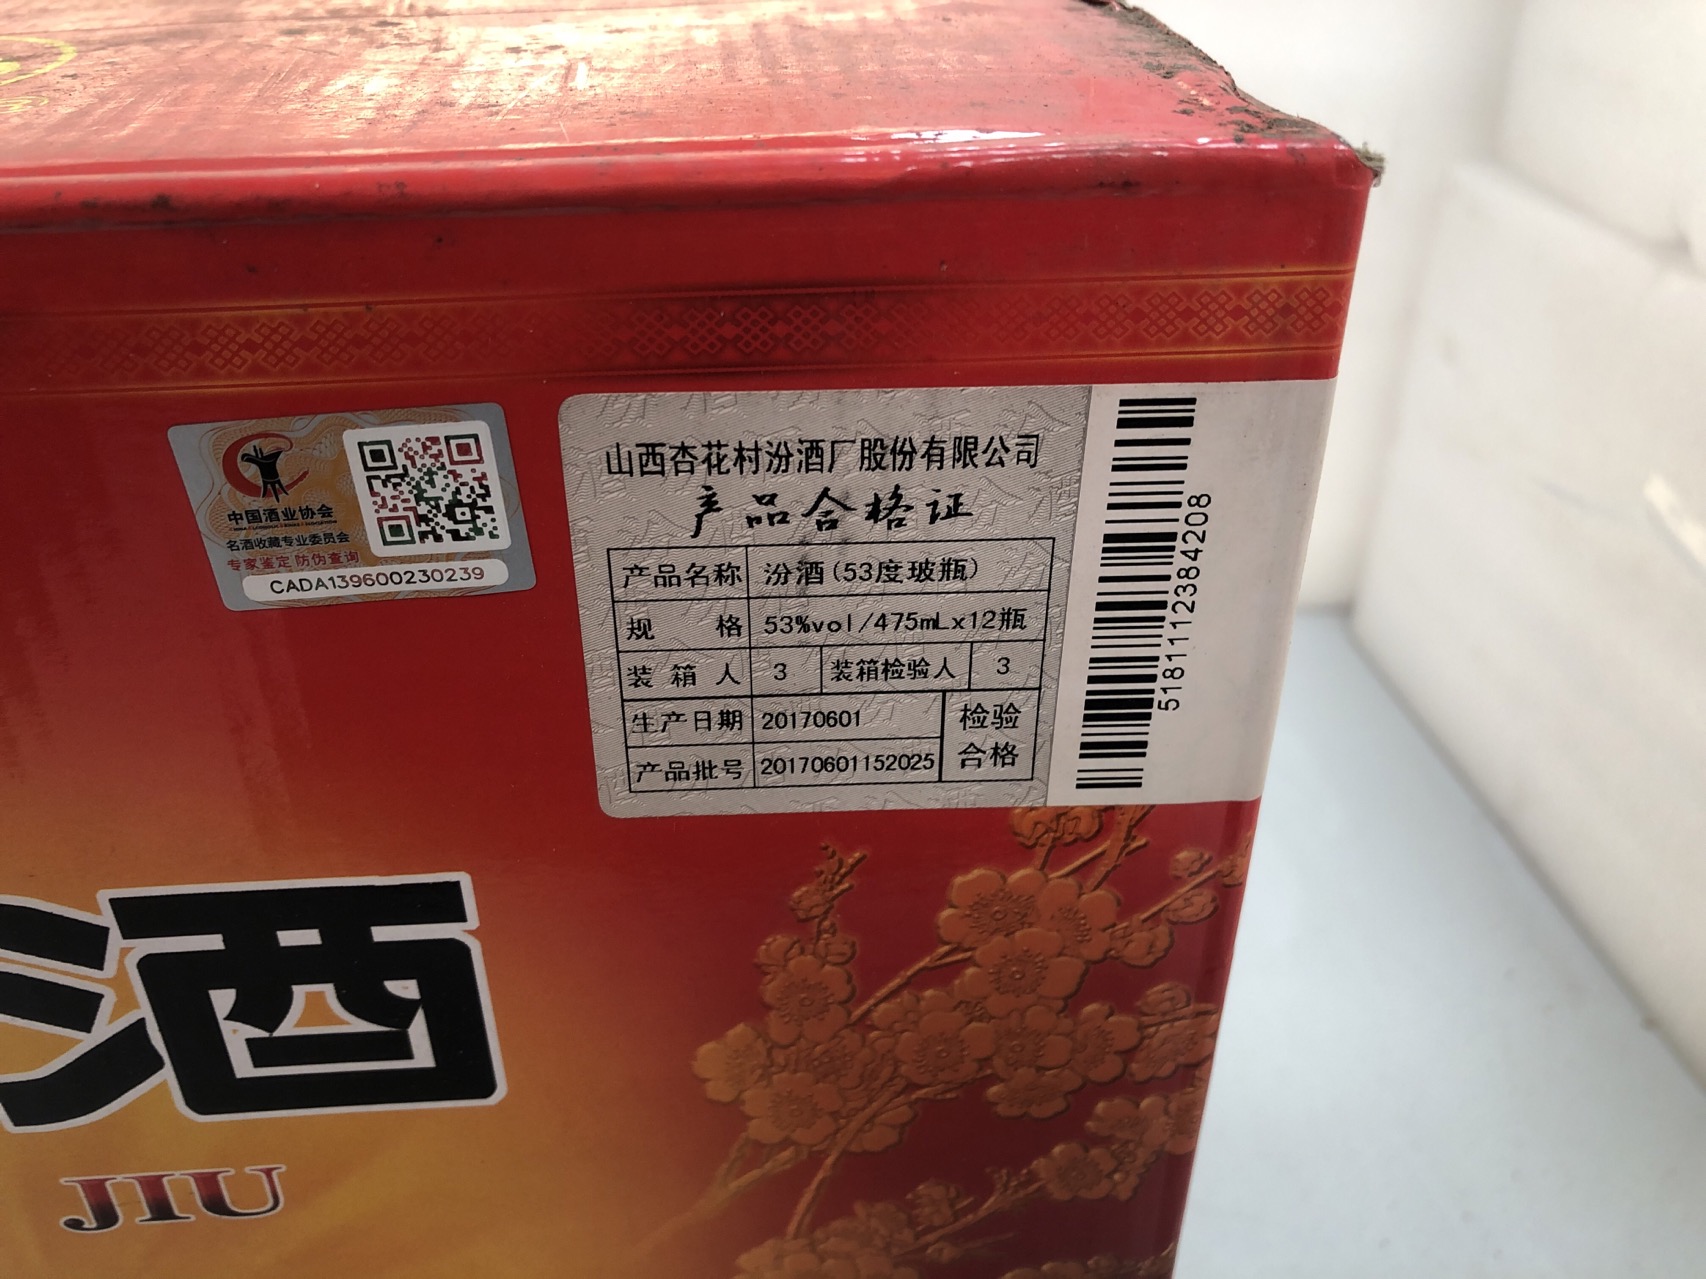 中国酒业协会
名酒收藏专业委员会
专家鉴定 防伪查询
CADA139600230239
山西杏花村汾酒厂股份有限公司
产品合格证
产品名称 汾酒(53度玻瓶)
规格 53%vol/475mLx12瓶
装箱人 3 装箱检验人 3
生产日期 20170601 检验
产品批号 20170601152025 合格
51811112384208
酒
JIU